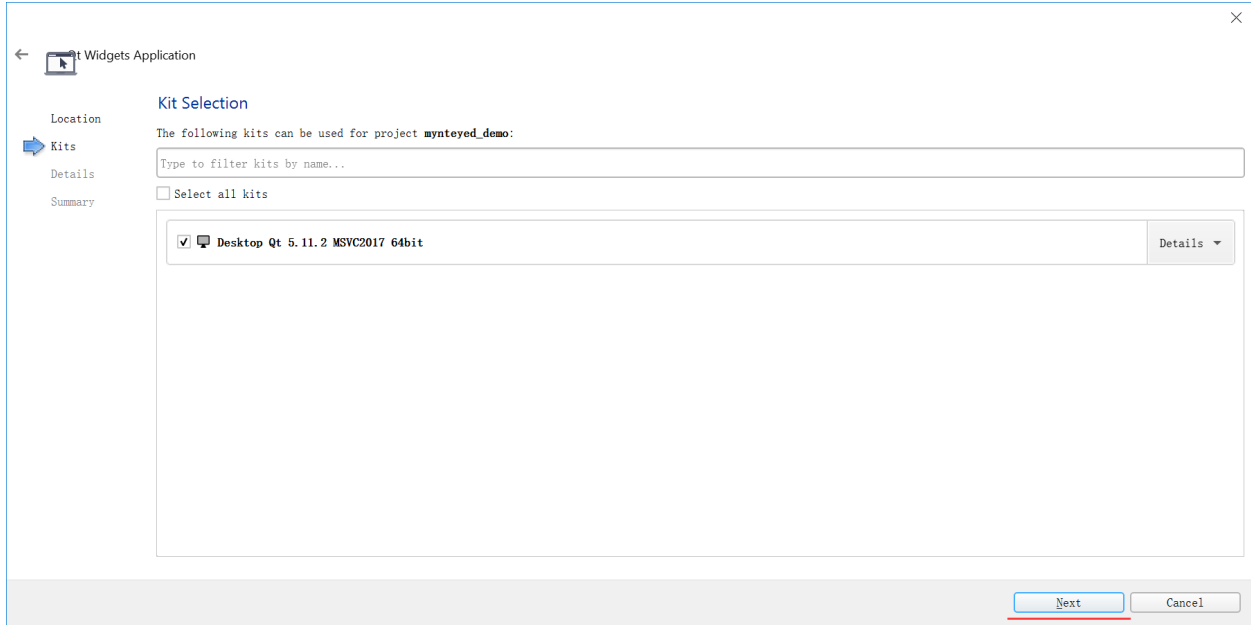 Qt Widgets Application
Location
Kits
Details
Summary
Kit Selection
The following kits can be used for project mynteyed_demo:
Type to filter kits by name...
Select all kits
Desktop Qt 5.11.2 MSVC2017 64bit
Details
Next
Cancel